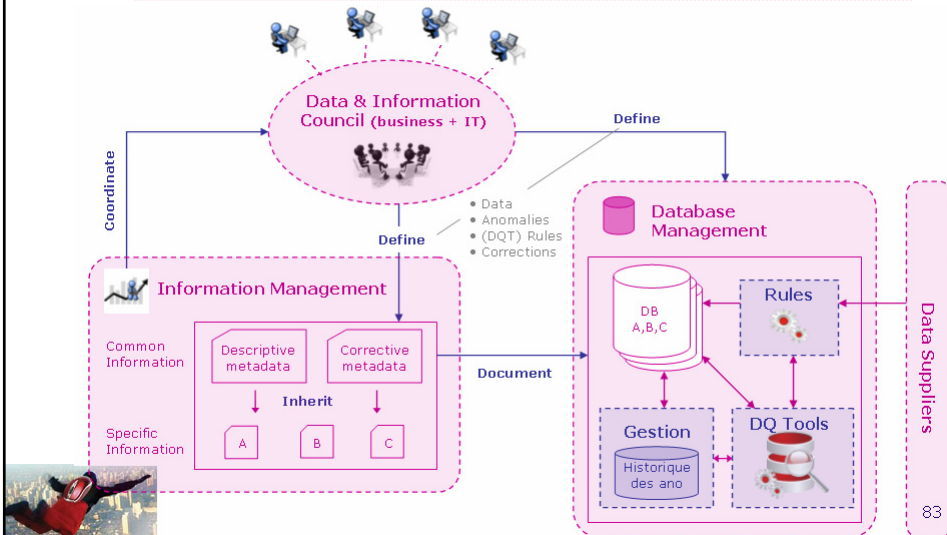 Data & Information
Council (business + IT)
Define
Coordinate
• Data
• Anomalies
• (DQT) Rules
• Corrections
Define
Information Management
Common
Information
Descriptive
metadata
Corrective
metadata
Inherit
Specific
Information
A
B
C
Document
Database
Management
DB
A,B,C
Rules
Gestion
Historique
des ano
DQ Tools
Data Suppliers
83